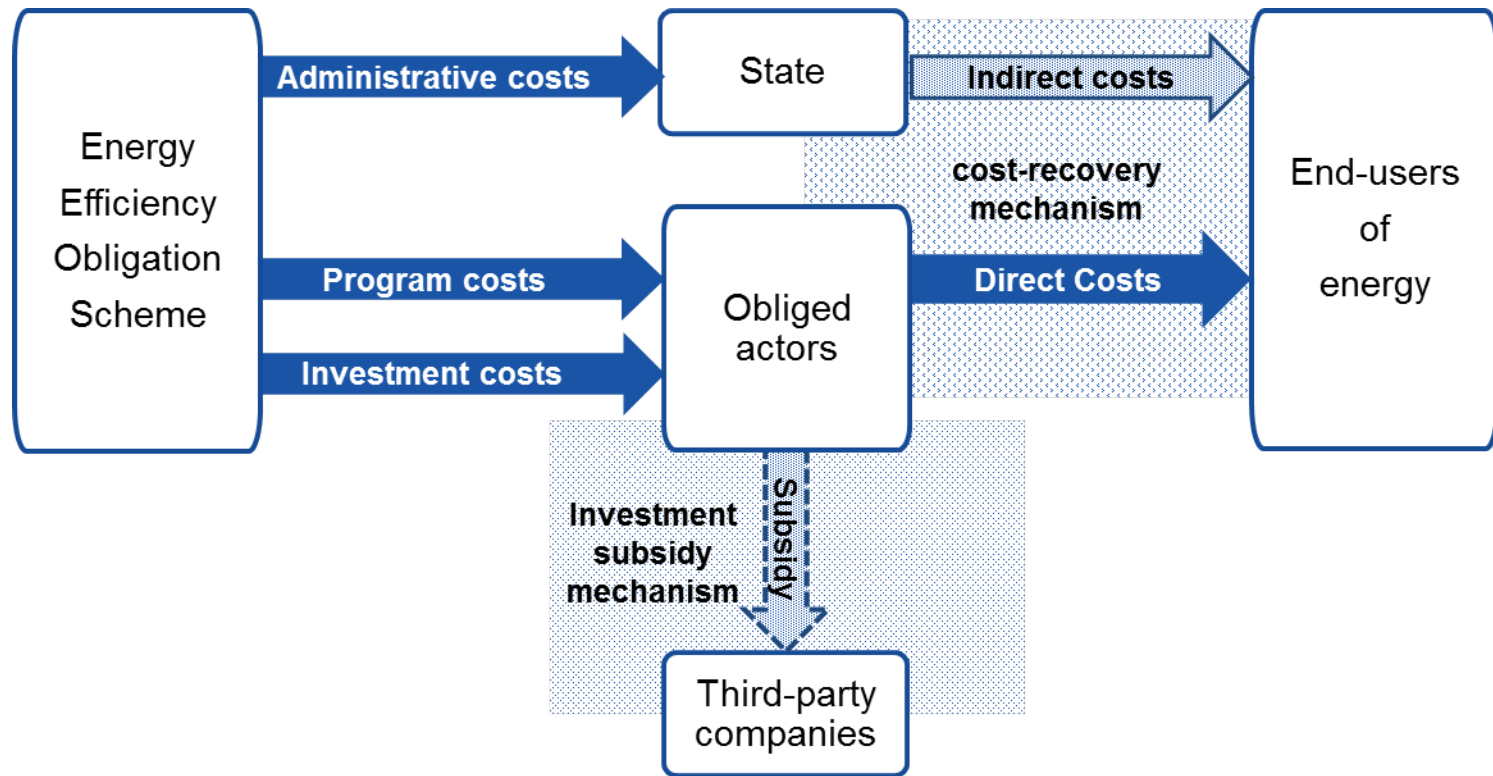 Energy
Efficiency
Obligation
Scheme
Administrative costs
State
Indirect costs
cost-recovery
mechanism
End-users
of
energy
Program costs
Investment costs
Obliged
actors
Direct Costs
Investment
subsidy
mechanism
Subsidy
Third-party
companies